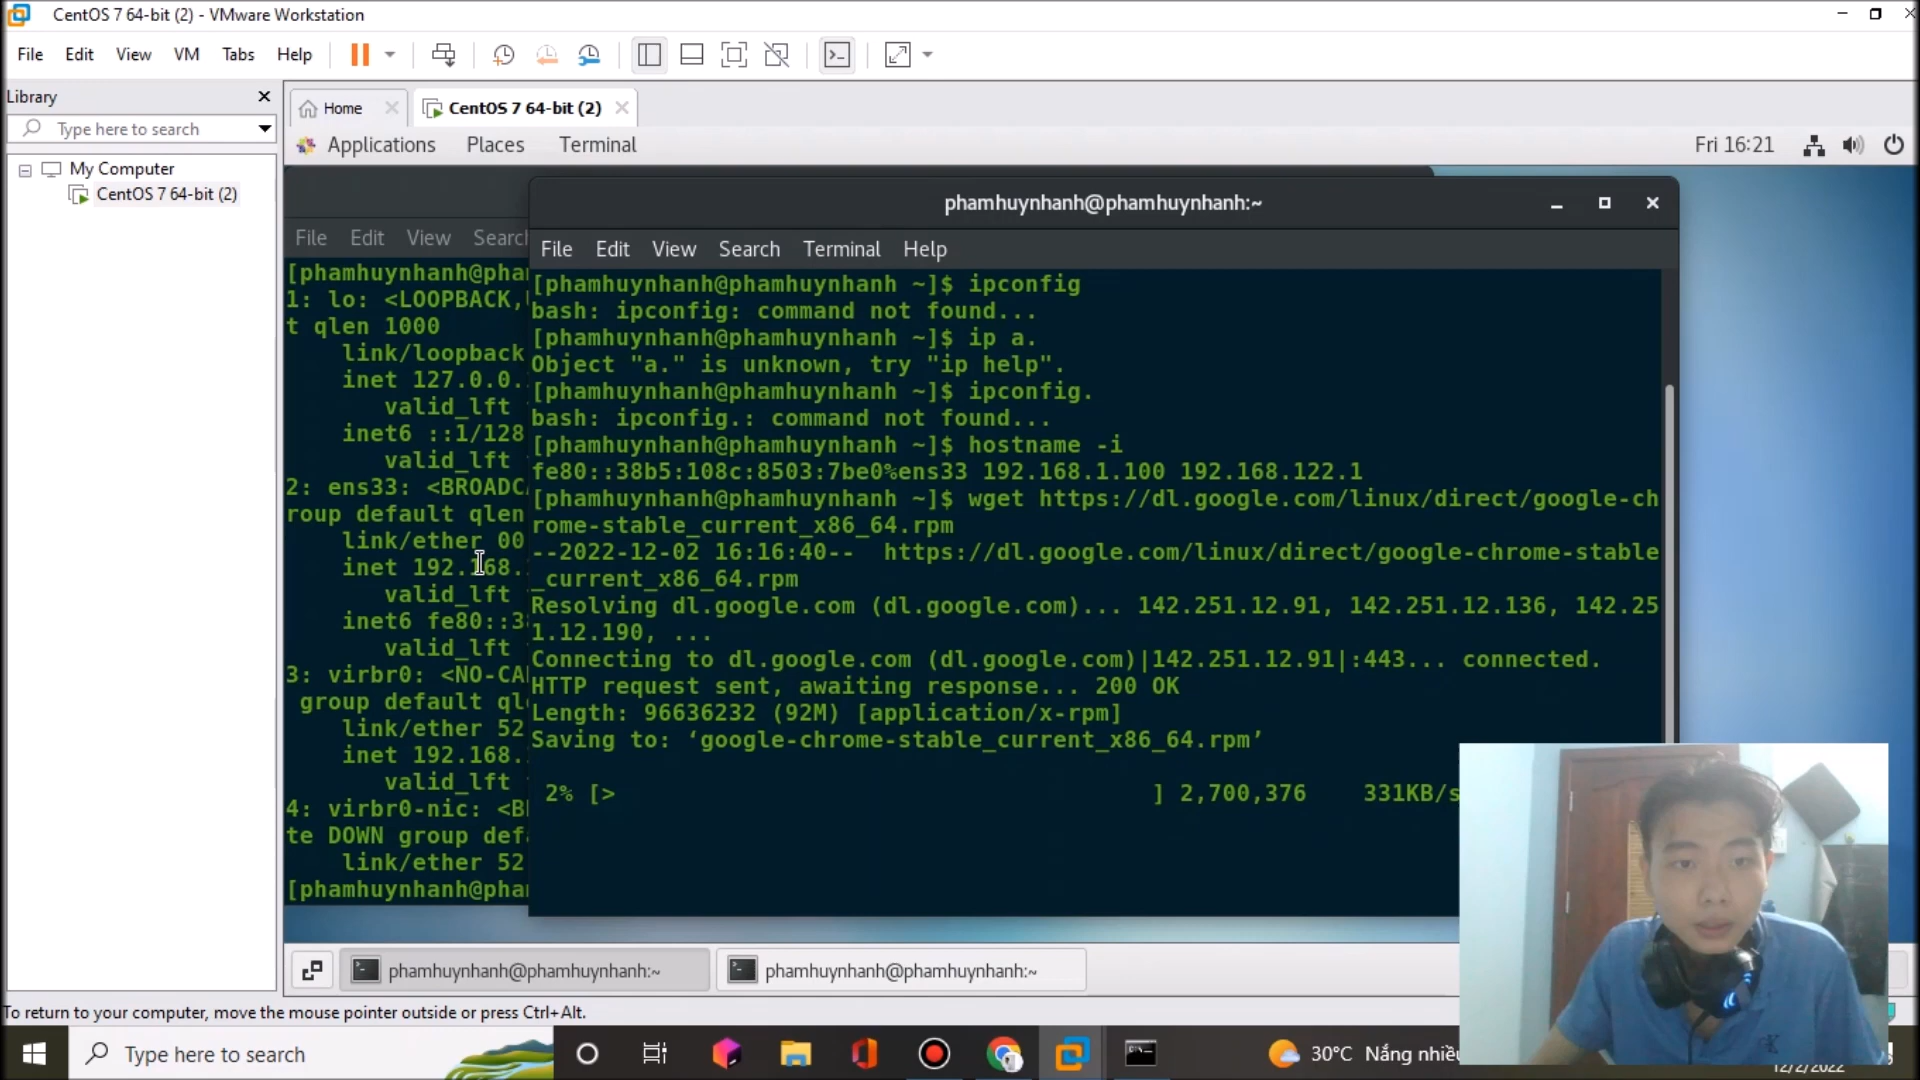 CentOS 7 64-bit (2) - VMware Workstation
File Edit View VM Tabs Help
Library
Type here to search
My Computer
CentOS 7 64-bit (2)
Home
CentOS 7 64-bit (2)
Applications Places Terminal
Fri 16:21
File Edit View Search
[phamhuynhanh@pham
1: lo: <LOOPBACK,
t qlen 1000
link/loopback
inet 127.0.0.
valid_lft
inet6 ::1/128
valid_lft
2: ens33: <BROADCA
roup default qlen
link/ether 00
inet 192.168.
valid_lft
inet6 fe80::38
valid_lft
3: virbr0: <NO-CA
group default ql
link/ether 52
inet 192.168.
valid_lft
4: virbr0-nic: <B
te DOWN group def
link/ether 52
[phamhuynhanh@pha
phamhuynhanh@phamhuynhanh:~
File Edit View Search Terminal Help
[phamhuynhanh@phamhuynhanh ~]$ ipconfig
bash: ipconfig: command not found...
[phamhuynhanh@phamhuynhanh ~]$ ip a.
Object "a." is unknown, try "ip help".
[phamhuynhanh@phamhuynhanh ~]$ ipconfig.
bash: ipconfig.: command not found...
[phamhuynhanh@phamhuynhanh ~]$ hostname -i
fe80::38b5:108c:8503:7be0%ens33 192.168.1.100 192.168.122.1
[phamhuynhanh@phamhuynhanh ~]$ wget https://dl.google.com/linux/direct/google-ch
rome-stable_current_x86_64.rpm
--2022-12-02 16:16:40-- https://dl.google.com/linux/direct/google-chrome-stable
_current_x86_64.rpm
Resolving dl.google.com (dl.google.com)... 142.251.12.91, 142.251.12.136, 142.25
1.12.190, ...
Connecting to dl.google.com (dl.google.com)|142.251.12.91|:443... connected.
HTTP request sent, awaiting response... 200 OK
Length: 96636232 (92M) [application/x-rpm]
Saving to: ‘google-chrome-stable_current_x86_64.rpm’
2% [> ] 2,700,376 331KB/s
phamhuynhanh@phamhuynhanh:~
phamhuynhanh@phamhuynhanh:~
To return to your computer, move the mouse pointer outside or press Ctrl+Alt.
Type here to search
30°C Nắng nhiều
12/2/2022